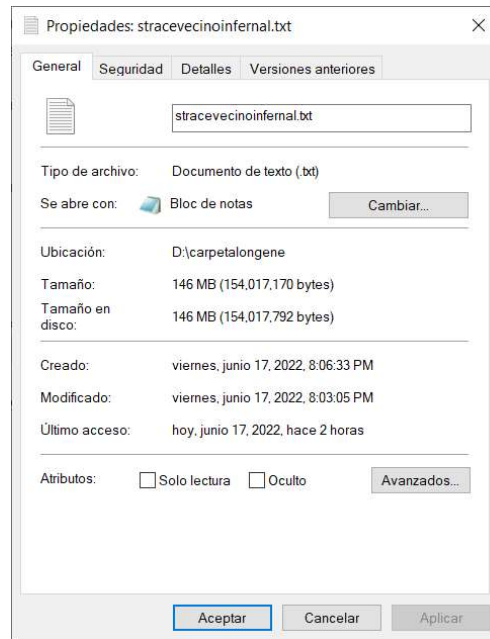 Propiedades: stracevecinoinfernal.txt
General Seguridad Detalles Versiones anteriores
stracevecinoinfernal.txt
Tipo de archivo: Documento de texto (.txt)
Se abre con: Bloc de notas Cambiar...
Ubicación: D:\carpetalongene
Tamaño: 146 MB (154,017,170 bytes)
Tamaño en
disco: 146 MB (154,017,792 bytes)
Creado: viernes, junio 17, 2022, 8:06:33 PM
Modificado: viernes, junio 17, 2022, 8:03:05 PM
Último acceso: hoy, junio 17, 2022, hace 2 horas
Atributos: Solo lectura Oculto Avanzados...
Aceptar Cancelar Aplicar